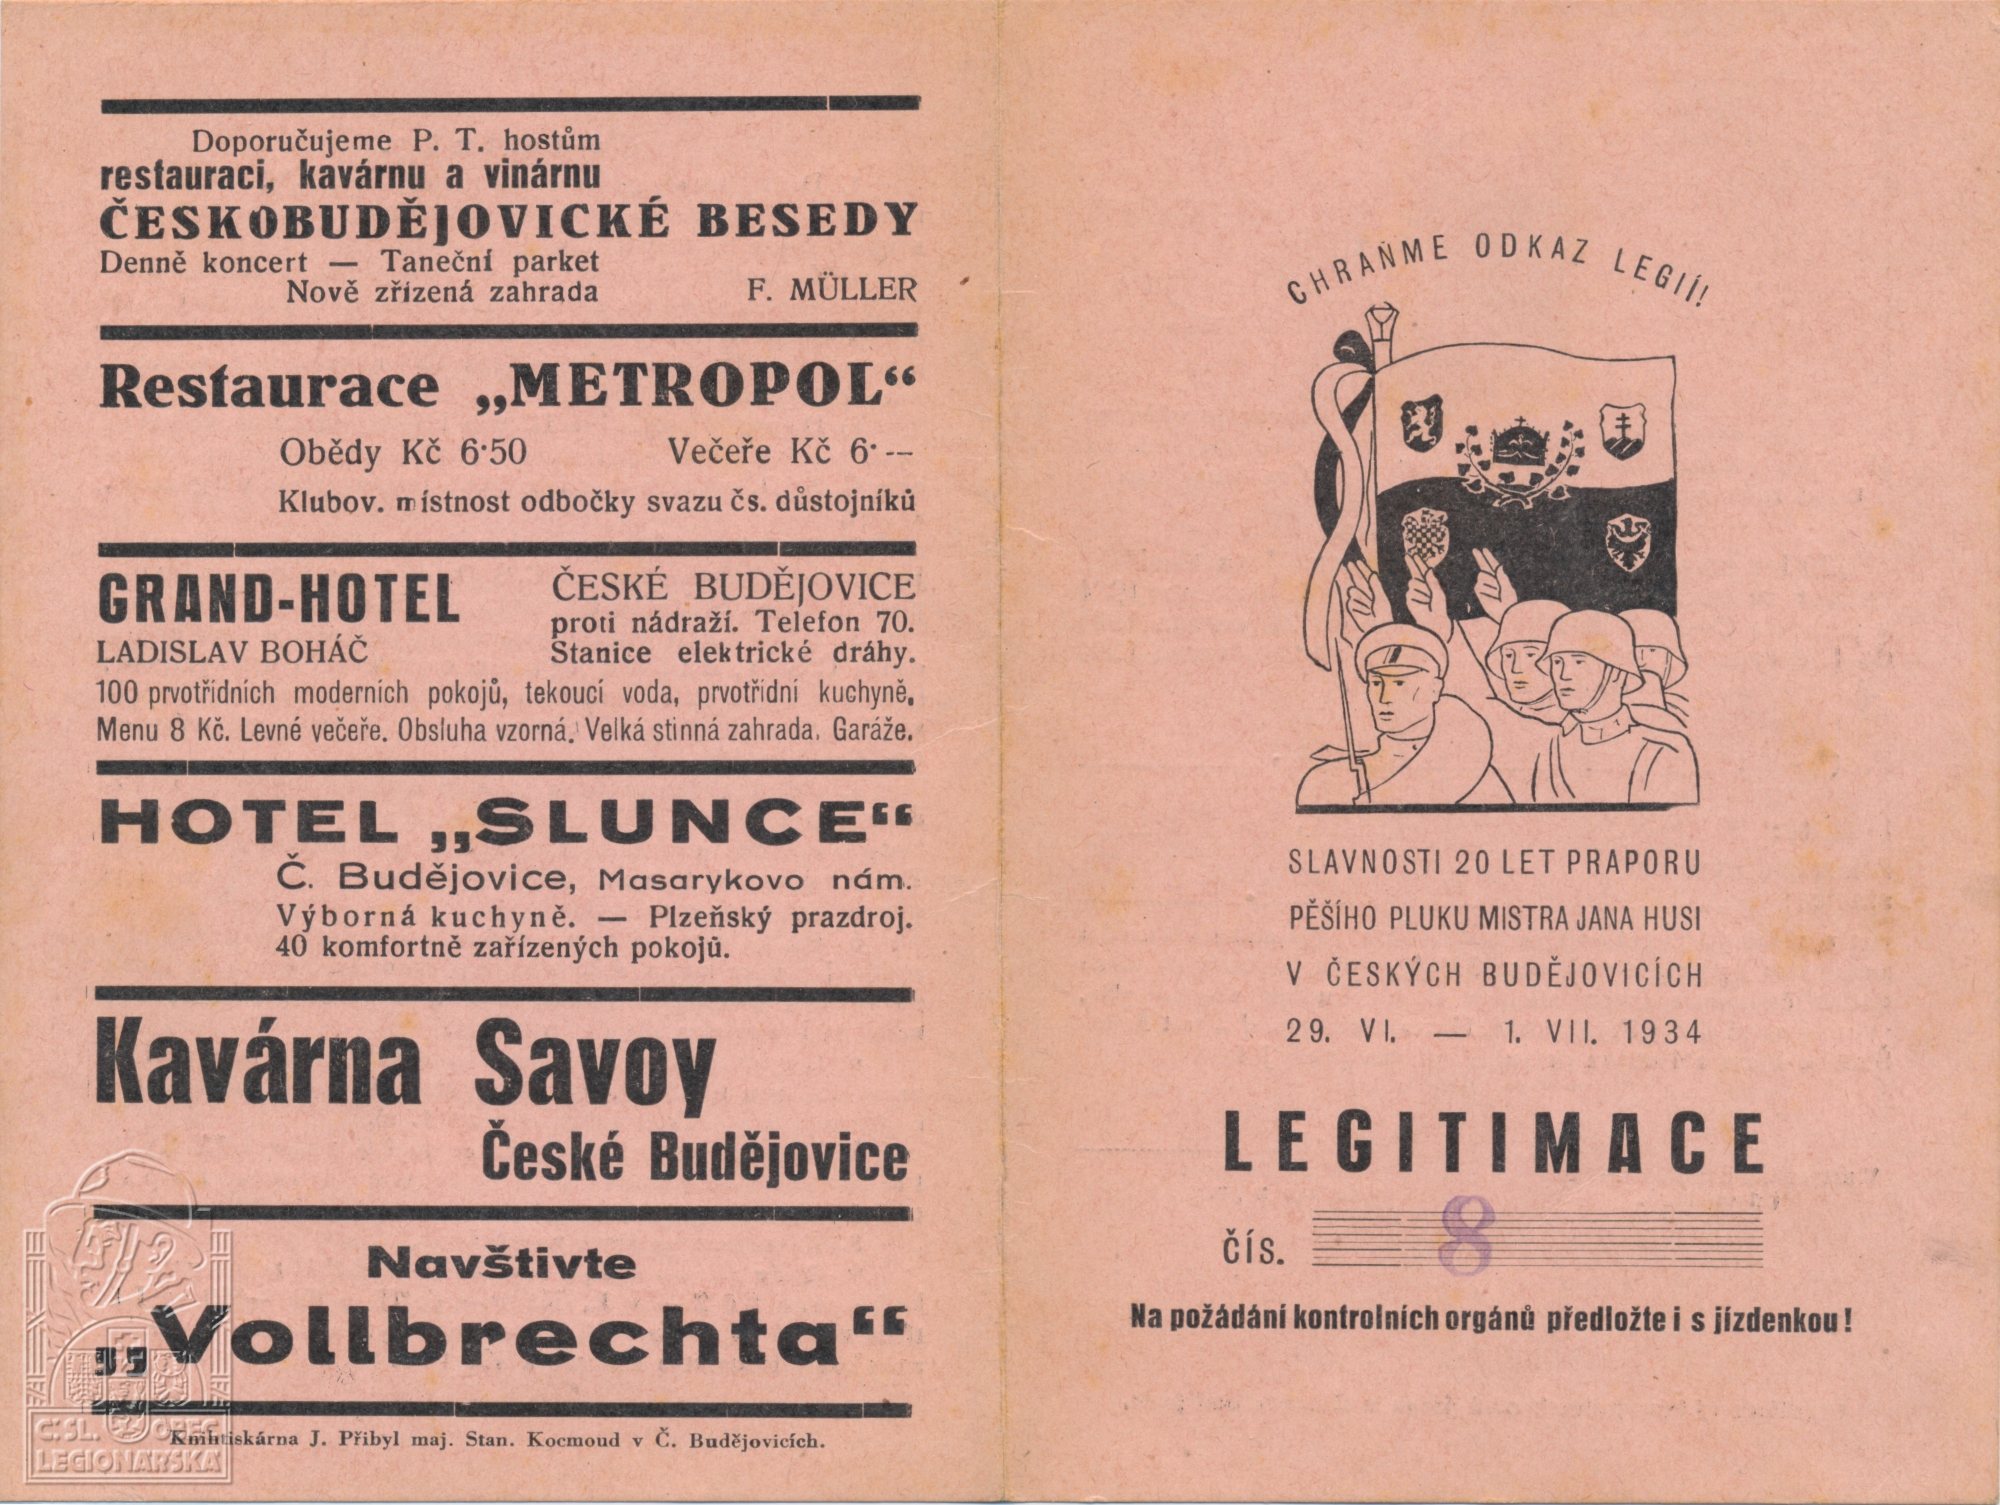 Doporučujeme P. T. hostům
restauraci, kavárnu a vinárnu
ČESKOBUDĚJOVICKÉ BESEDY
Denně koncert — Taneční parket
Nově zřízená zahrada F. MÜLLER
Restaurace „METROPOL“
Obědy Kč 6·50 Večeře Kč 6·--
Klubov. místnost odbočky svazu čs. důstojníků
GRAND-HOTEL
LADISLAV BOHÁČ
ČESKÉ BUDĚJOVICE
proti nádraží. Telefon 70.
Stanice elektrické dráhy.
100 prvotřídních moderních pokojů, tekoucí voda, prvotřídní kuchyně,
Menu 8 Kč. Levné večeře. Obsluha vzorná. Velká stinná zahrada. Garáže.
HOTEL „SLUNCE“
Č. Budějovice, Masarykovo nám.
Výborná kuchyně. — Plzeňský prazdroj.
40 komfortně zařízených pokojů.
Kavárna Savoy
České Budějovice
Navštivte
„Vollbrechta“
Knihtiskárna J. Přibyl maj. Stan. Kocmoud v Č. Budějovicích.
ČSL. OBEC
LEGIONÁŘSKÁ
CHRAŇME ODKAZ LEGIÍ!
SLAVNOSTI 20 LET PRAPORU
PĚŠÍHO PLUKU MISTRA JANA HUSI
V ČESKÝCH BUDĚJOVICÍCH
29. VI. — 1. VII. 1934
LEGITIMACE
ČÍS. 8
Na požádání kontrolních orgánů předložte i s jízdenkou!